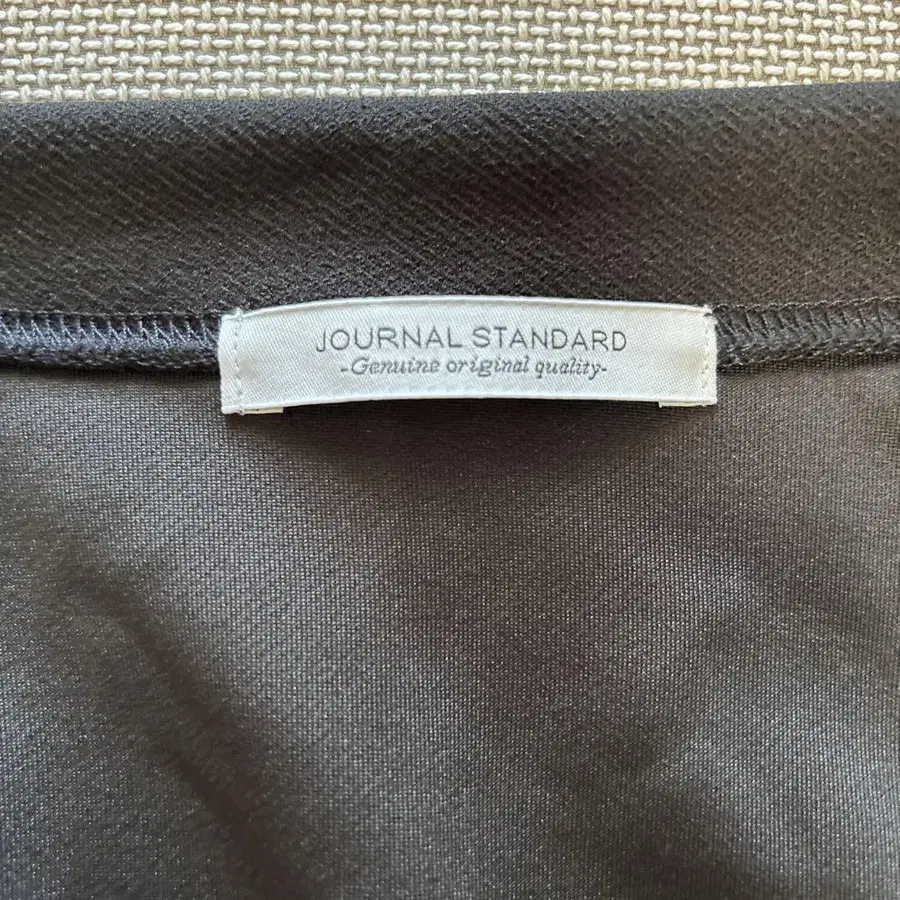 JOURNAL STANDARD
-Genuine original quality-